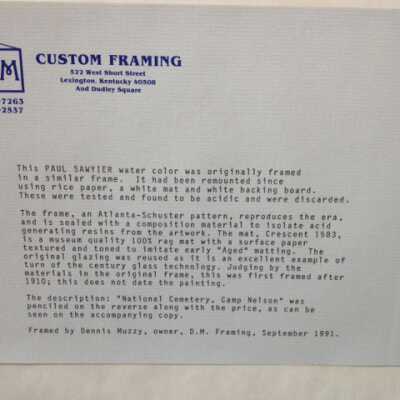 M
CUSTOM FRAMING
522 West Short Street
Lexington, Kentucky 40508
And Dudley Square
-7263
-2837
This PAUL SAWYIER water color was originally framed
in a similar frame. It had been remounted since
using rice paper, a white mat and white backing board.
These were tested and found to be acidic and were discarded.
The frame, an Atlanta-Schuster pattern, reproduces the era,
and is sealed with a composition material to isolate acid
generating resins from the artwork. The mat, Crescent 1583,
is a museum quality 100% rag mat with a surface paper
textured and toned to imitate early "Aged" matting. The
original glazing was reused as it is an excellent example of
turn of the century glass technology. Judging by the
materials in the original frame, this was first framed after
1910; this does not date the painting.
The description: "National Cemetery, Camp Nelson" was
penciled on the reverse along with the price, as can be
seen on the accompanying copy.
Framed by Dennis Muzzy, owner, D.M. Framing, September 1991.